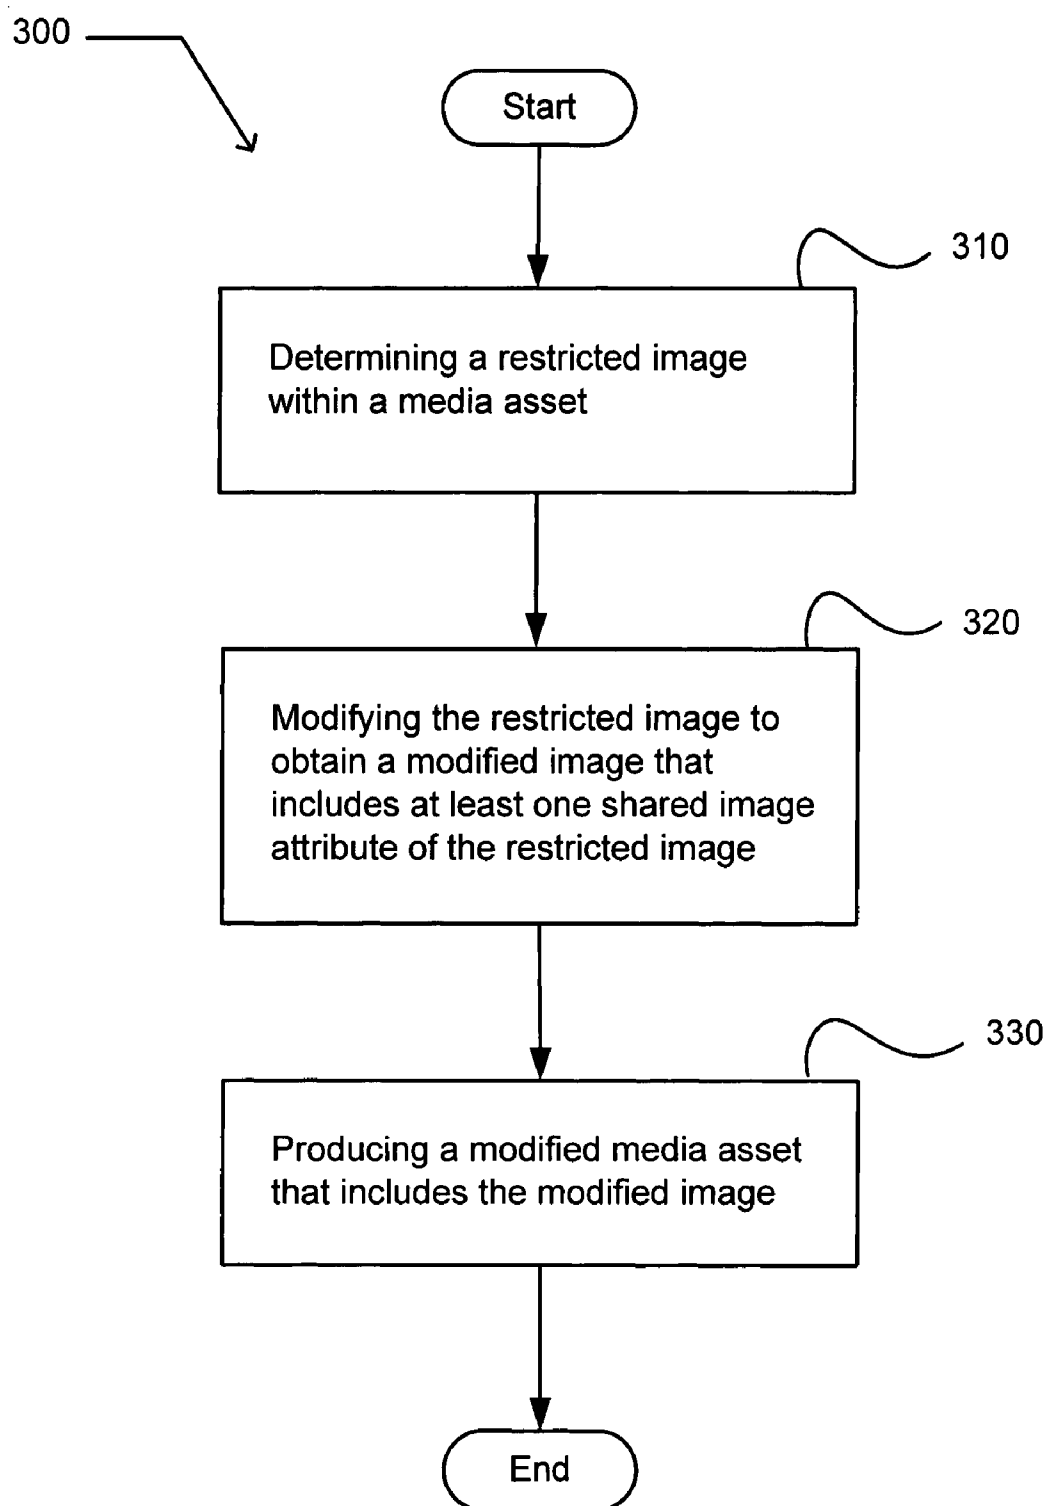 300
Start
310
Determining a restricted image
within a media asset
320
Modifying the restricted image to
obtain a modified image that
includes at least one shared image
attribute of the restricted image
330
Producing a modified media asset
that includes the modified image
End